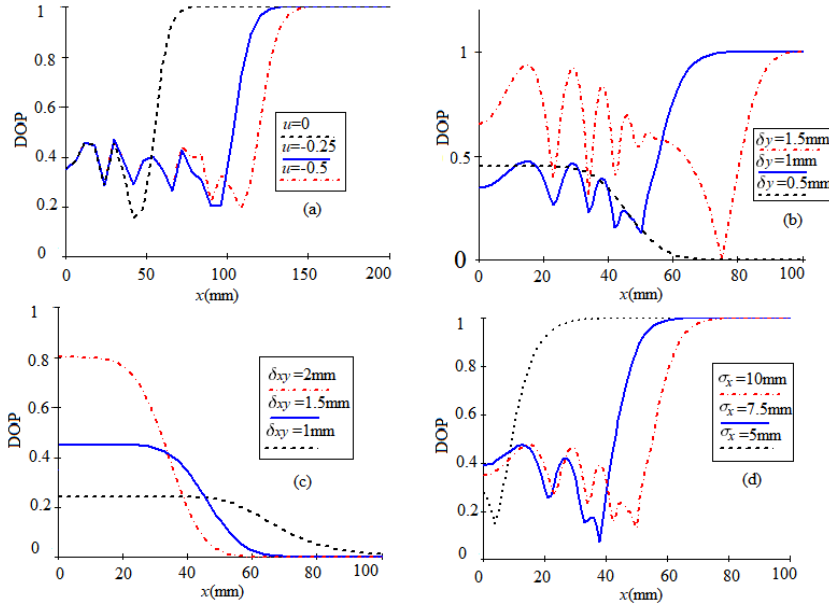 1
0.8
0.6
0.4
0.2
0
DOP
u=0
u=-0.25
u=-0.5
(a)
0 50 100 150 200
x(mm)
1
0.5
0
DOP
δy=1.5mm
δy=1mm
δy=0.5mm
(b)
0 20 40 60 80 100
x(mm)
1
0.8
0.6
0.4
0.2
0
DOP
δxy=2mm
δxy=1.5mm
δxy=1mm
(c)
0 20 40 60 80 100
x(mm)
1
0.8
0.6
0.4
0.2
0
DOP
σx=10mm
σx=7.5mm
σx=5mm
(d)
0 20 40 60 80 100
x(mm)